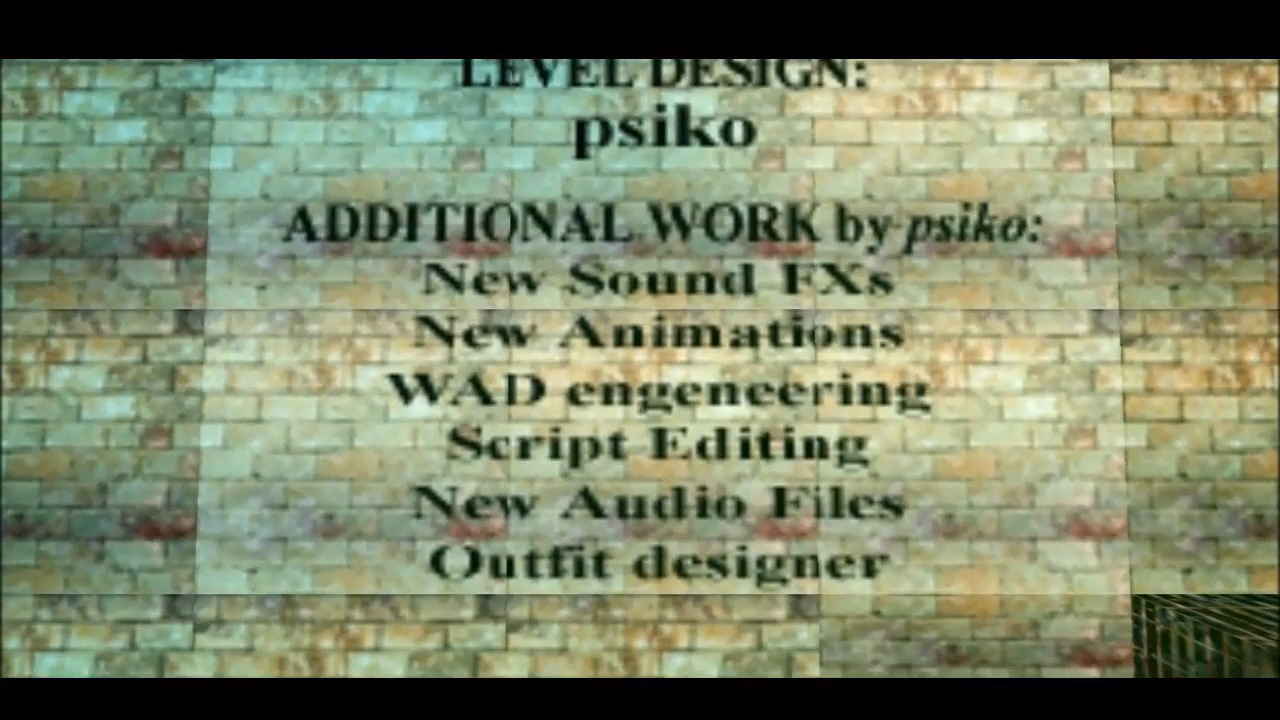 LEVEL DESIGN:
psiko
ADDITIONAL WORK by psiko:
New Sound FXs
New Animations
WAD engeneering
Script Editing
New Audio Files
Outfit designer